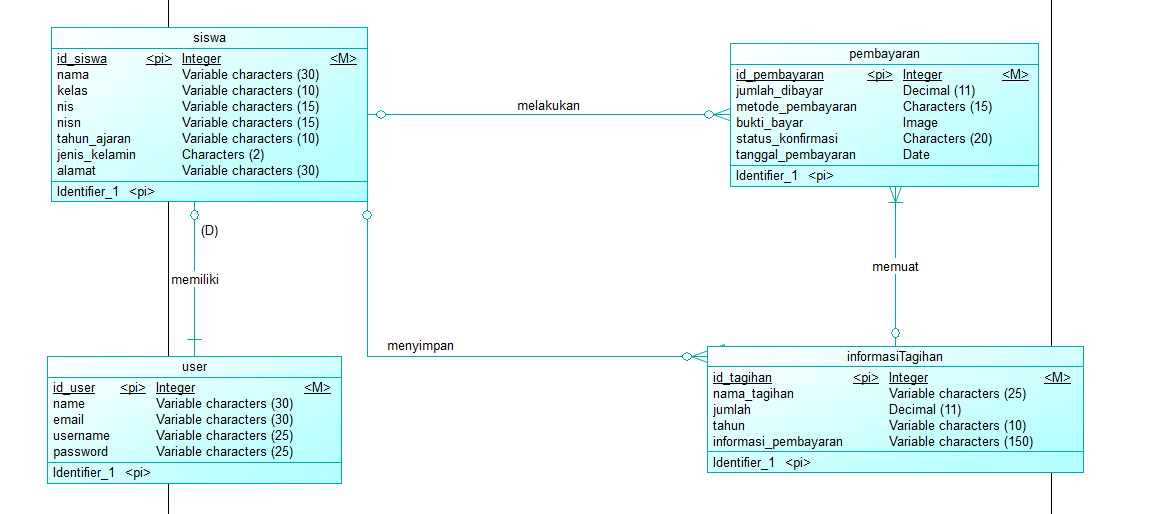 siswa
id_siswa <pi> Integer <M>
nama Variable characters (30)
kelas Variable characters (10)
nis Variable characters (15)
nisn Variable characters (15)
tahun_ajaran Variable characters (10)
jenis_kelamin Characters (2)
alamat Variable characters (30)
Identifier_1 <pi>
melakukan
pembayaran
id_pembayaran <pi> Integer <M>
jumlah_dibayar Decimal (11)
metode_pembayaran Characters (15)
bukti_bayar Image
status_konfirmasi Characters (20)
tanggal_pembayaran Date
Identifier_1 <pi>
(D)
memiliki
memuat
menyimpan
user
id_user <pi> Integer <M>
name Variable characters (30)
email Variable characters (30)
username Variable characters (25)
password Variable characters (25)
Identifier_1 <pi>
informasiTagihan
id_tagihan <pi> Integer <M>
nama_tagihan Variable characters (25)
jumlah Decimal (11)
tahun Variable characters (10)
informasi_pembayaran Variable characters (150)
Identifier_1 <pi>